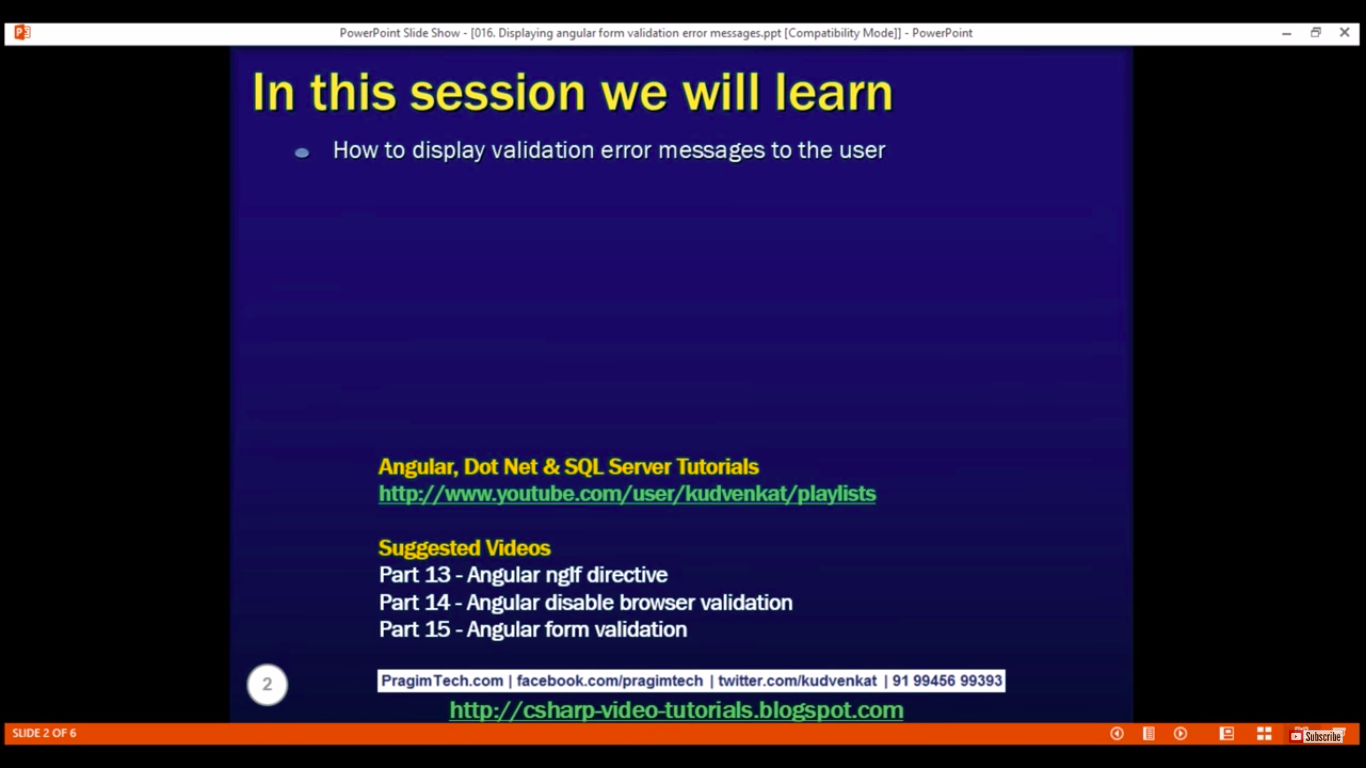 PowerPoint Slide Show - [016. Displaying angular form validation error messages.ppt [Compatibility Mode]] - PowerPoint
In this session we will learn
How to display validation error messages to the user
Angular, Dot Net & SQL Server Tutorials
http://www.youtube.com/user/kudvenkat/playlists
Suggested Videos
Part 13 - Angular ngIf directive
Part 14 - Angular disable browser validation
Part 15 - Angular form validation
2
PragimTech.com | facebook.com/pragimtech | twitter.com/kudvenkat | 91 99456 99393
http://csharp-video-tutorials.blogspot.com
SLIDE 2 OF 6
Subscribe